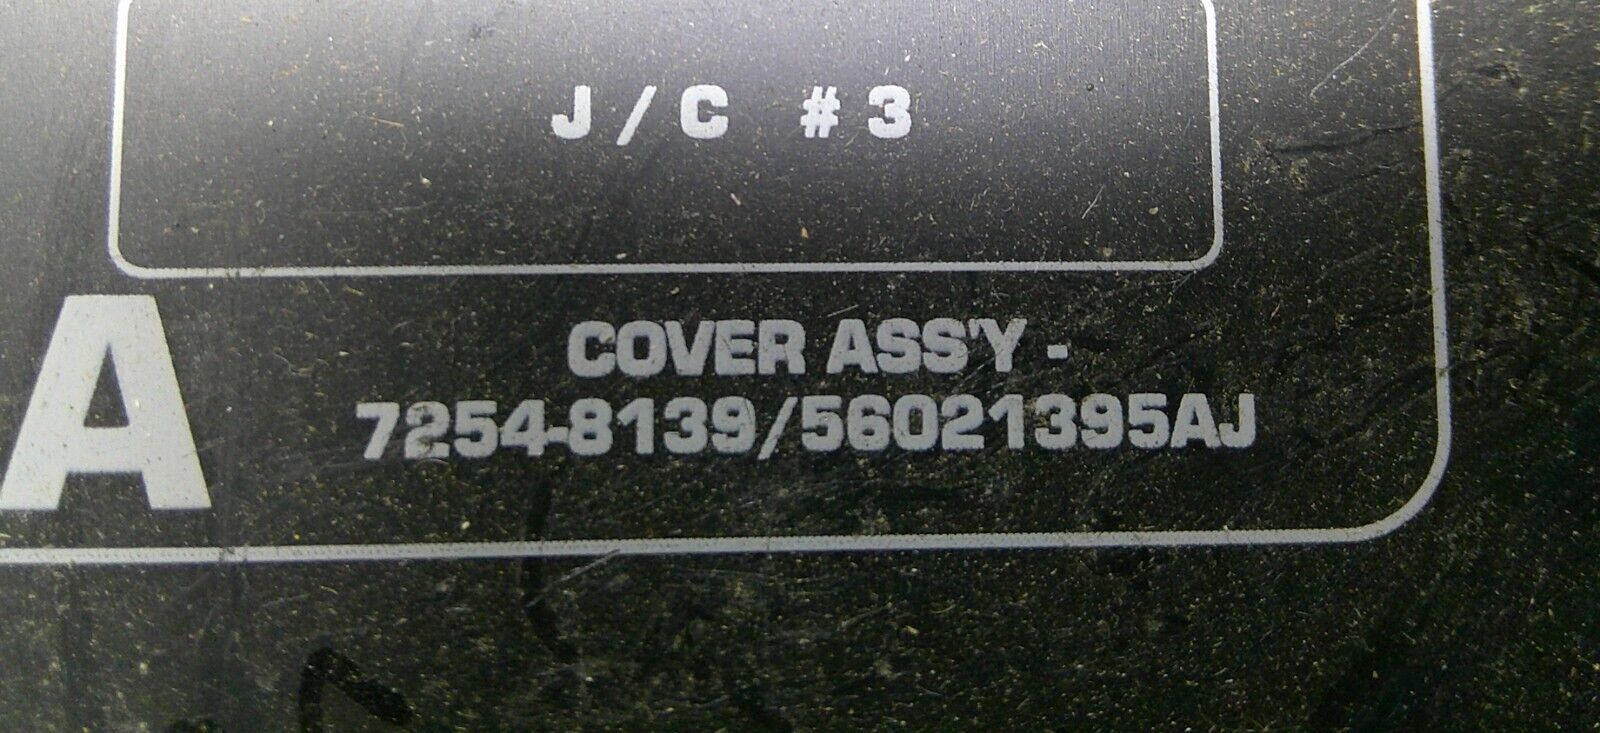 J/C #3
A
COVER ASS'Y -
7254-8139/56021395AJ